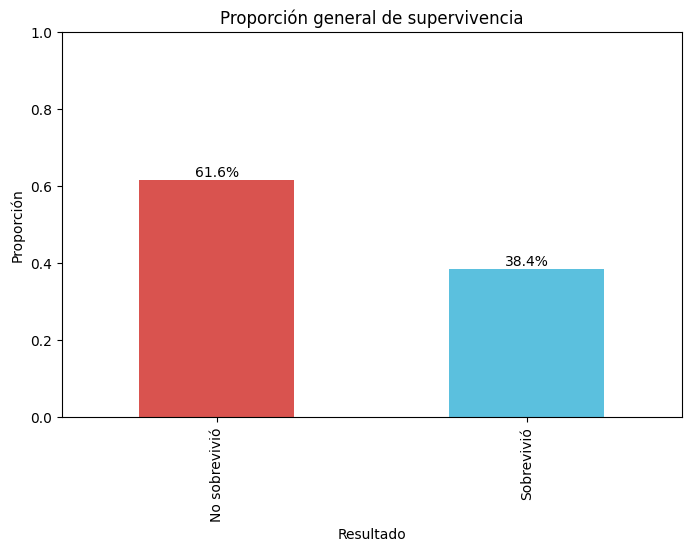 Proporción general de supervivencia
Proporción
1.0
0.8
0.6
0.4
0.2
0.0
61.6%
38.4%
No sobrevivió
Sobrevivió
Resultado